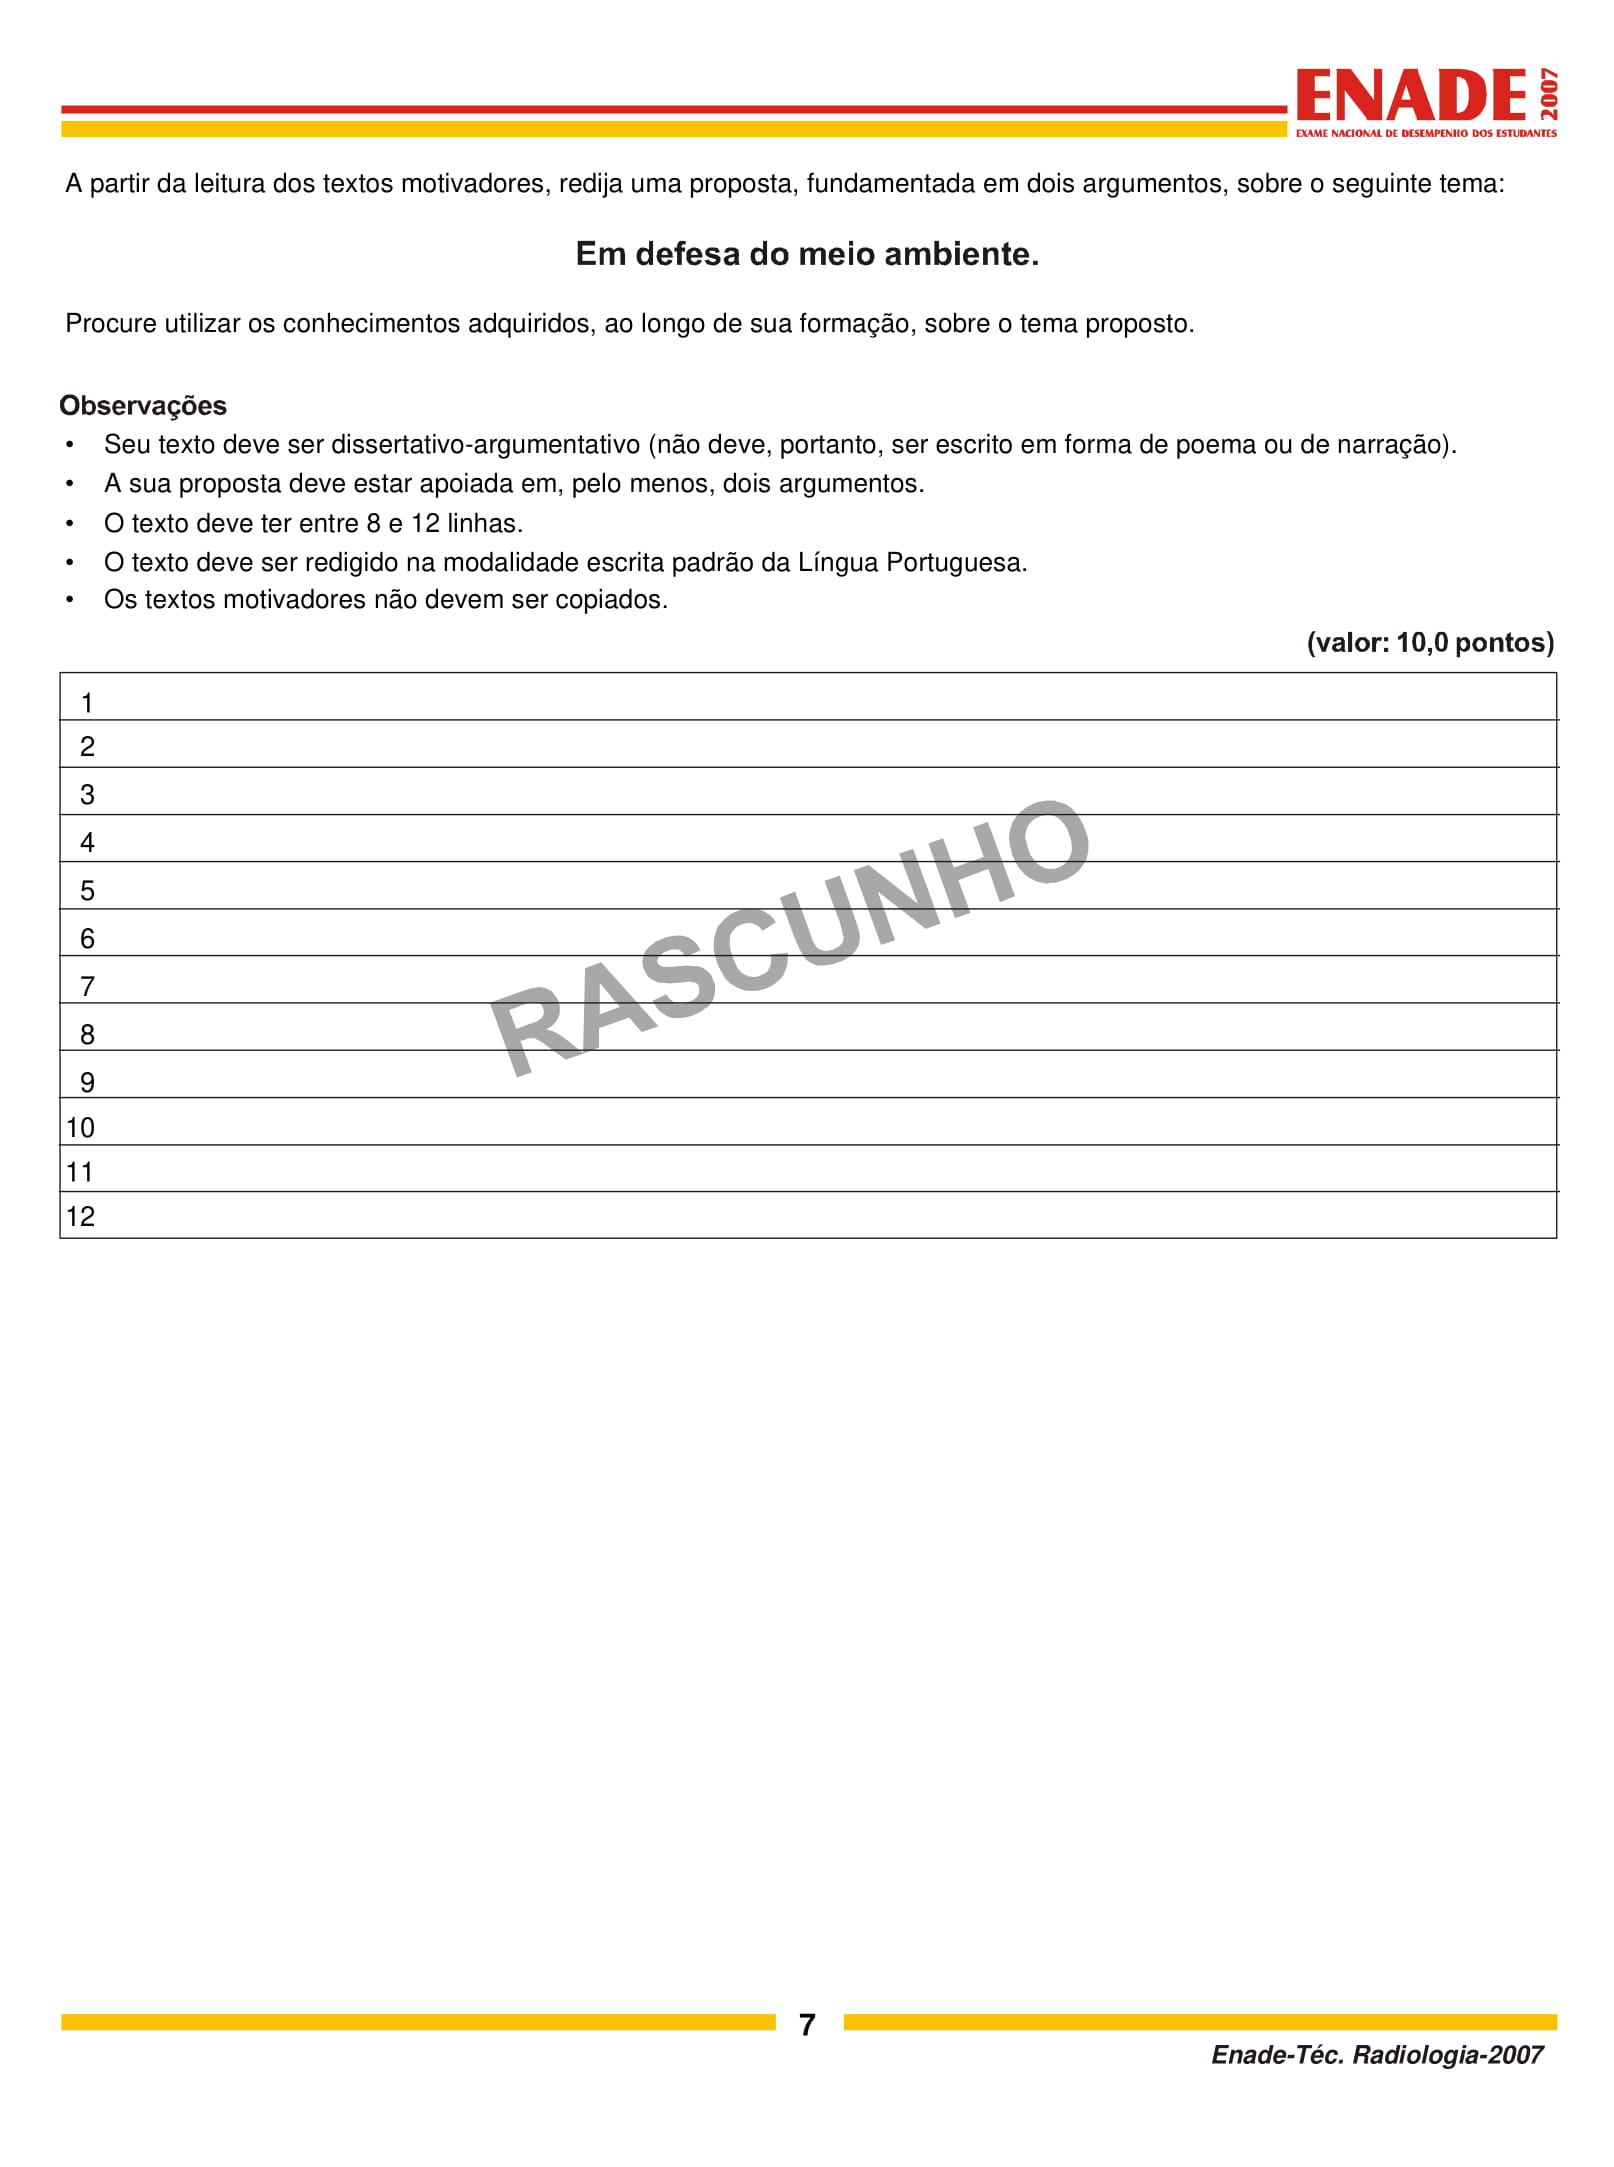 ENADE 2007
EXAME NACIONAL DE DESEMPENHO DOS ESTUDANTES
A partir da leitura dos textos motivadores, redija uma proposta, fundamentada em dois argumentos, sobre o seguinte tema:
Em defesa do meio ambiente.
Procure utilizar os conhecimentos adquiridos, ao longo de sua formação, sobre o tema proposto.
Observações
• Seu texto deve ser dissertativo-argumentativo (não deve, portanto, ser escrito em forma de poema ou de narração).
• A sua proposta deve estar apoiada em, pelo menos, dois argumentos.
• O texto deve ter entre 8 e 12 linhas.
• O texto deve ser redigido na modalidade escrita padrão da Língua Portuguesa.
• Os textos motivadores não devem ser copiados.
(valor: 10,0 pontos)
1
2
3
4
5
6
7
8
9
10
11
12
RASCUNHO
7
Enade-Téc. Radiologia-2007